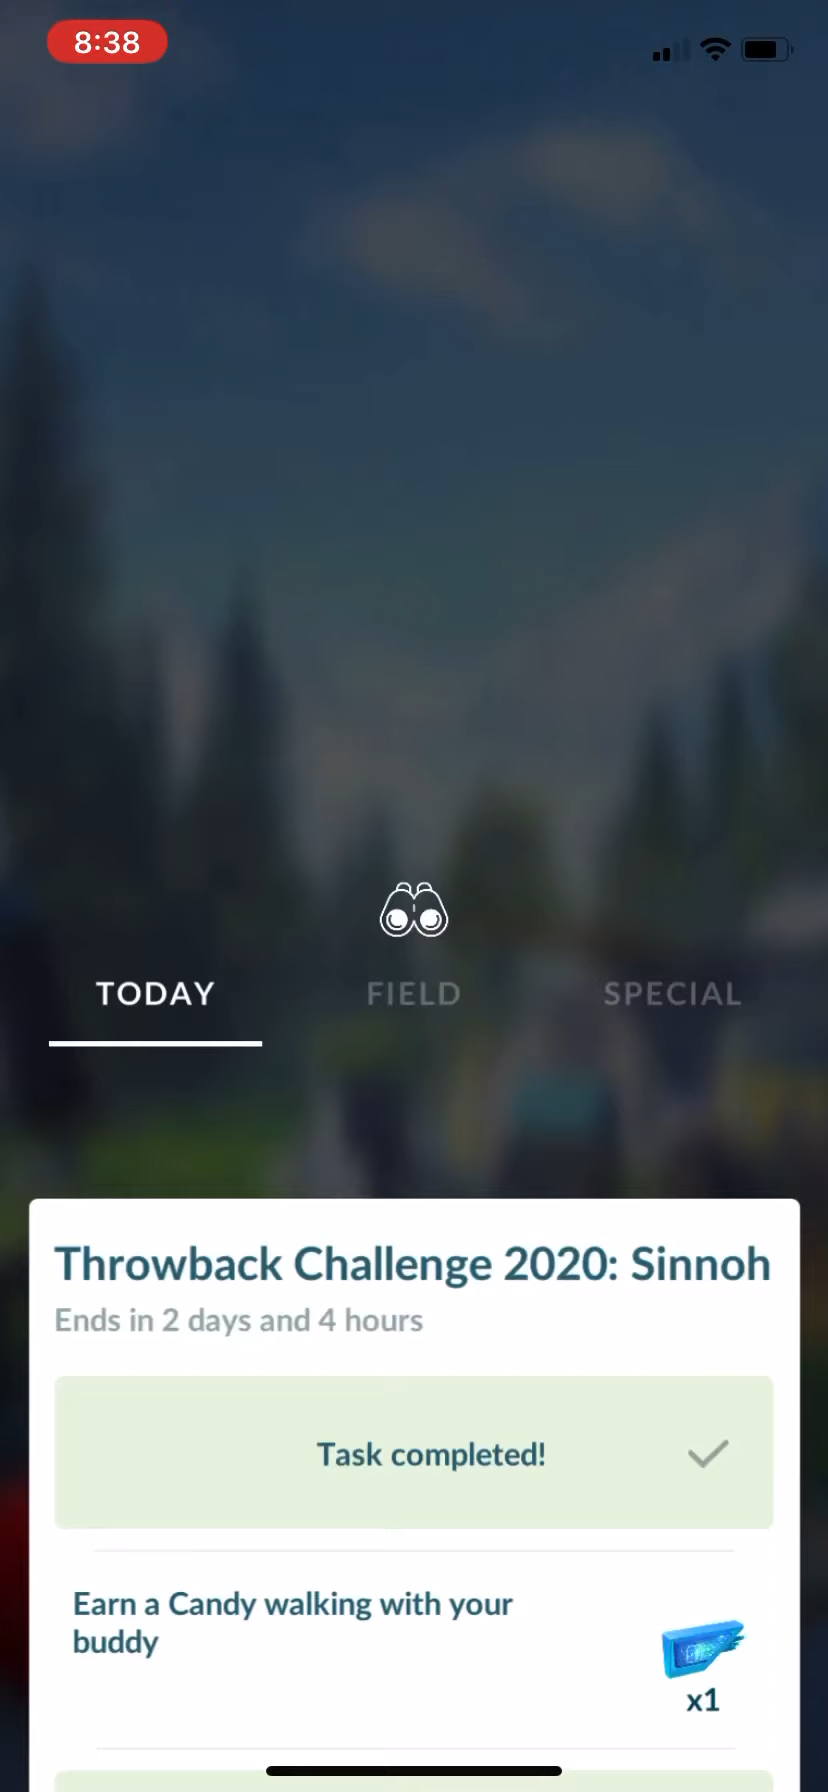 8:38
TODAY
FIELD
SPECIAL
Throwback Challenge 2020: Sinnoh
Ends in 2 days and 4 hours
Task completed!
Earn a Candy walking with your
buddy
x1